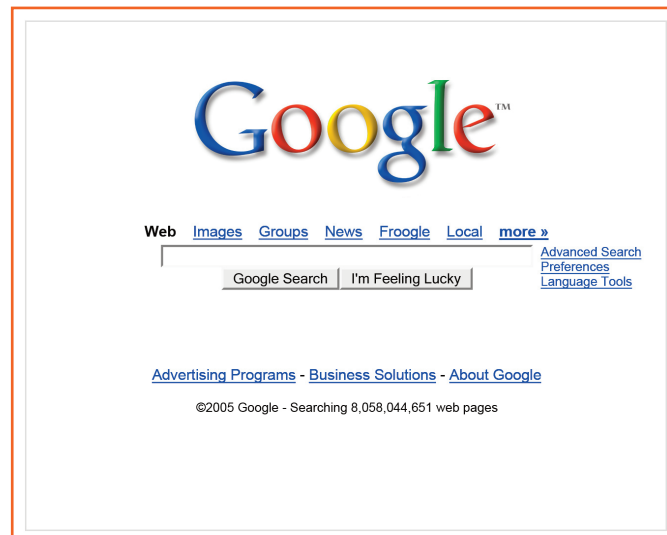 Google™
Web Images Groups News Froogle Local more »
Advanced Search
Preferences
Language Tools
Google Search I'm Feeling Lucky
Advertising Programs - Business Solutions - About Google
©2005 Google - Searching 8,058,044,651 web pages